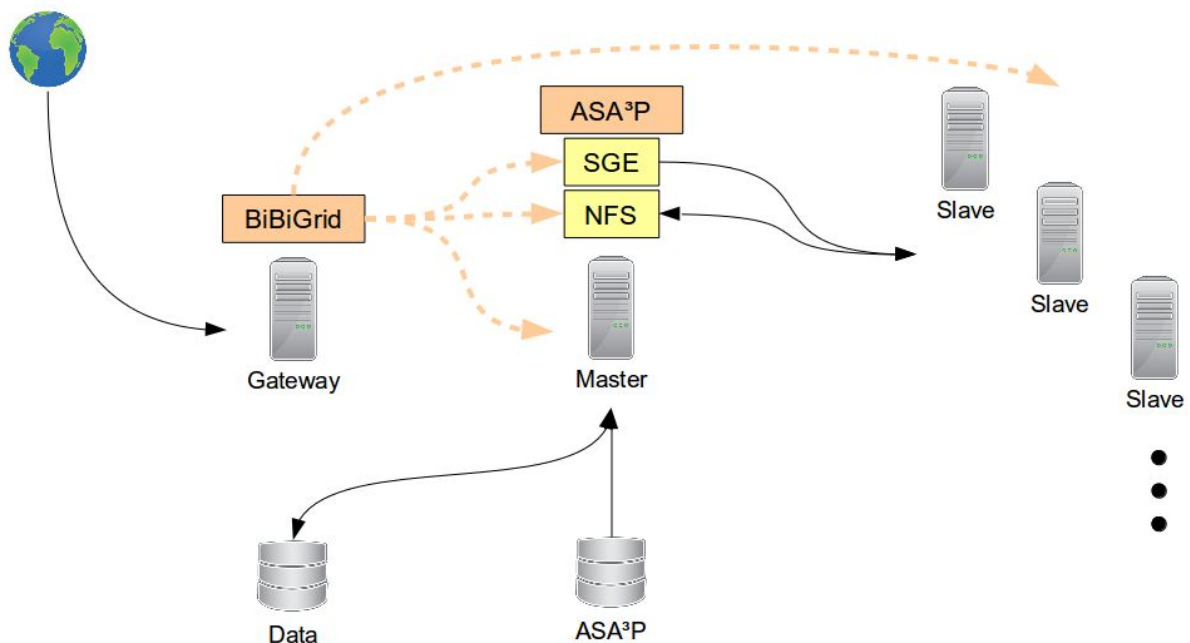 ASA³P
SGE
BiBiGrid
NFS
Slave
Slave
Gateway
Master
Slave
Data
ASA³P